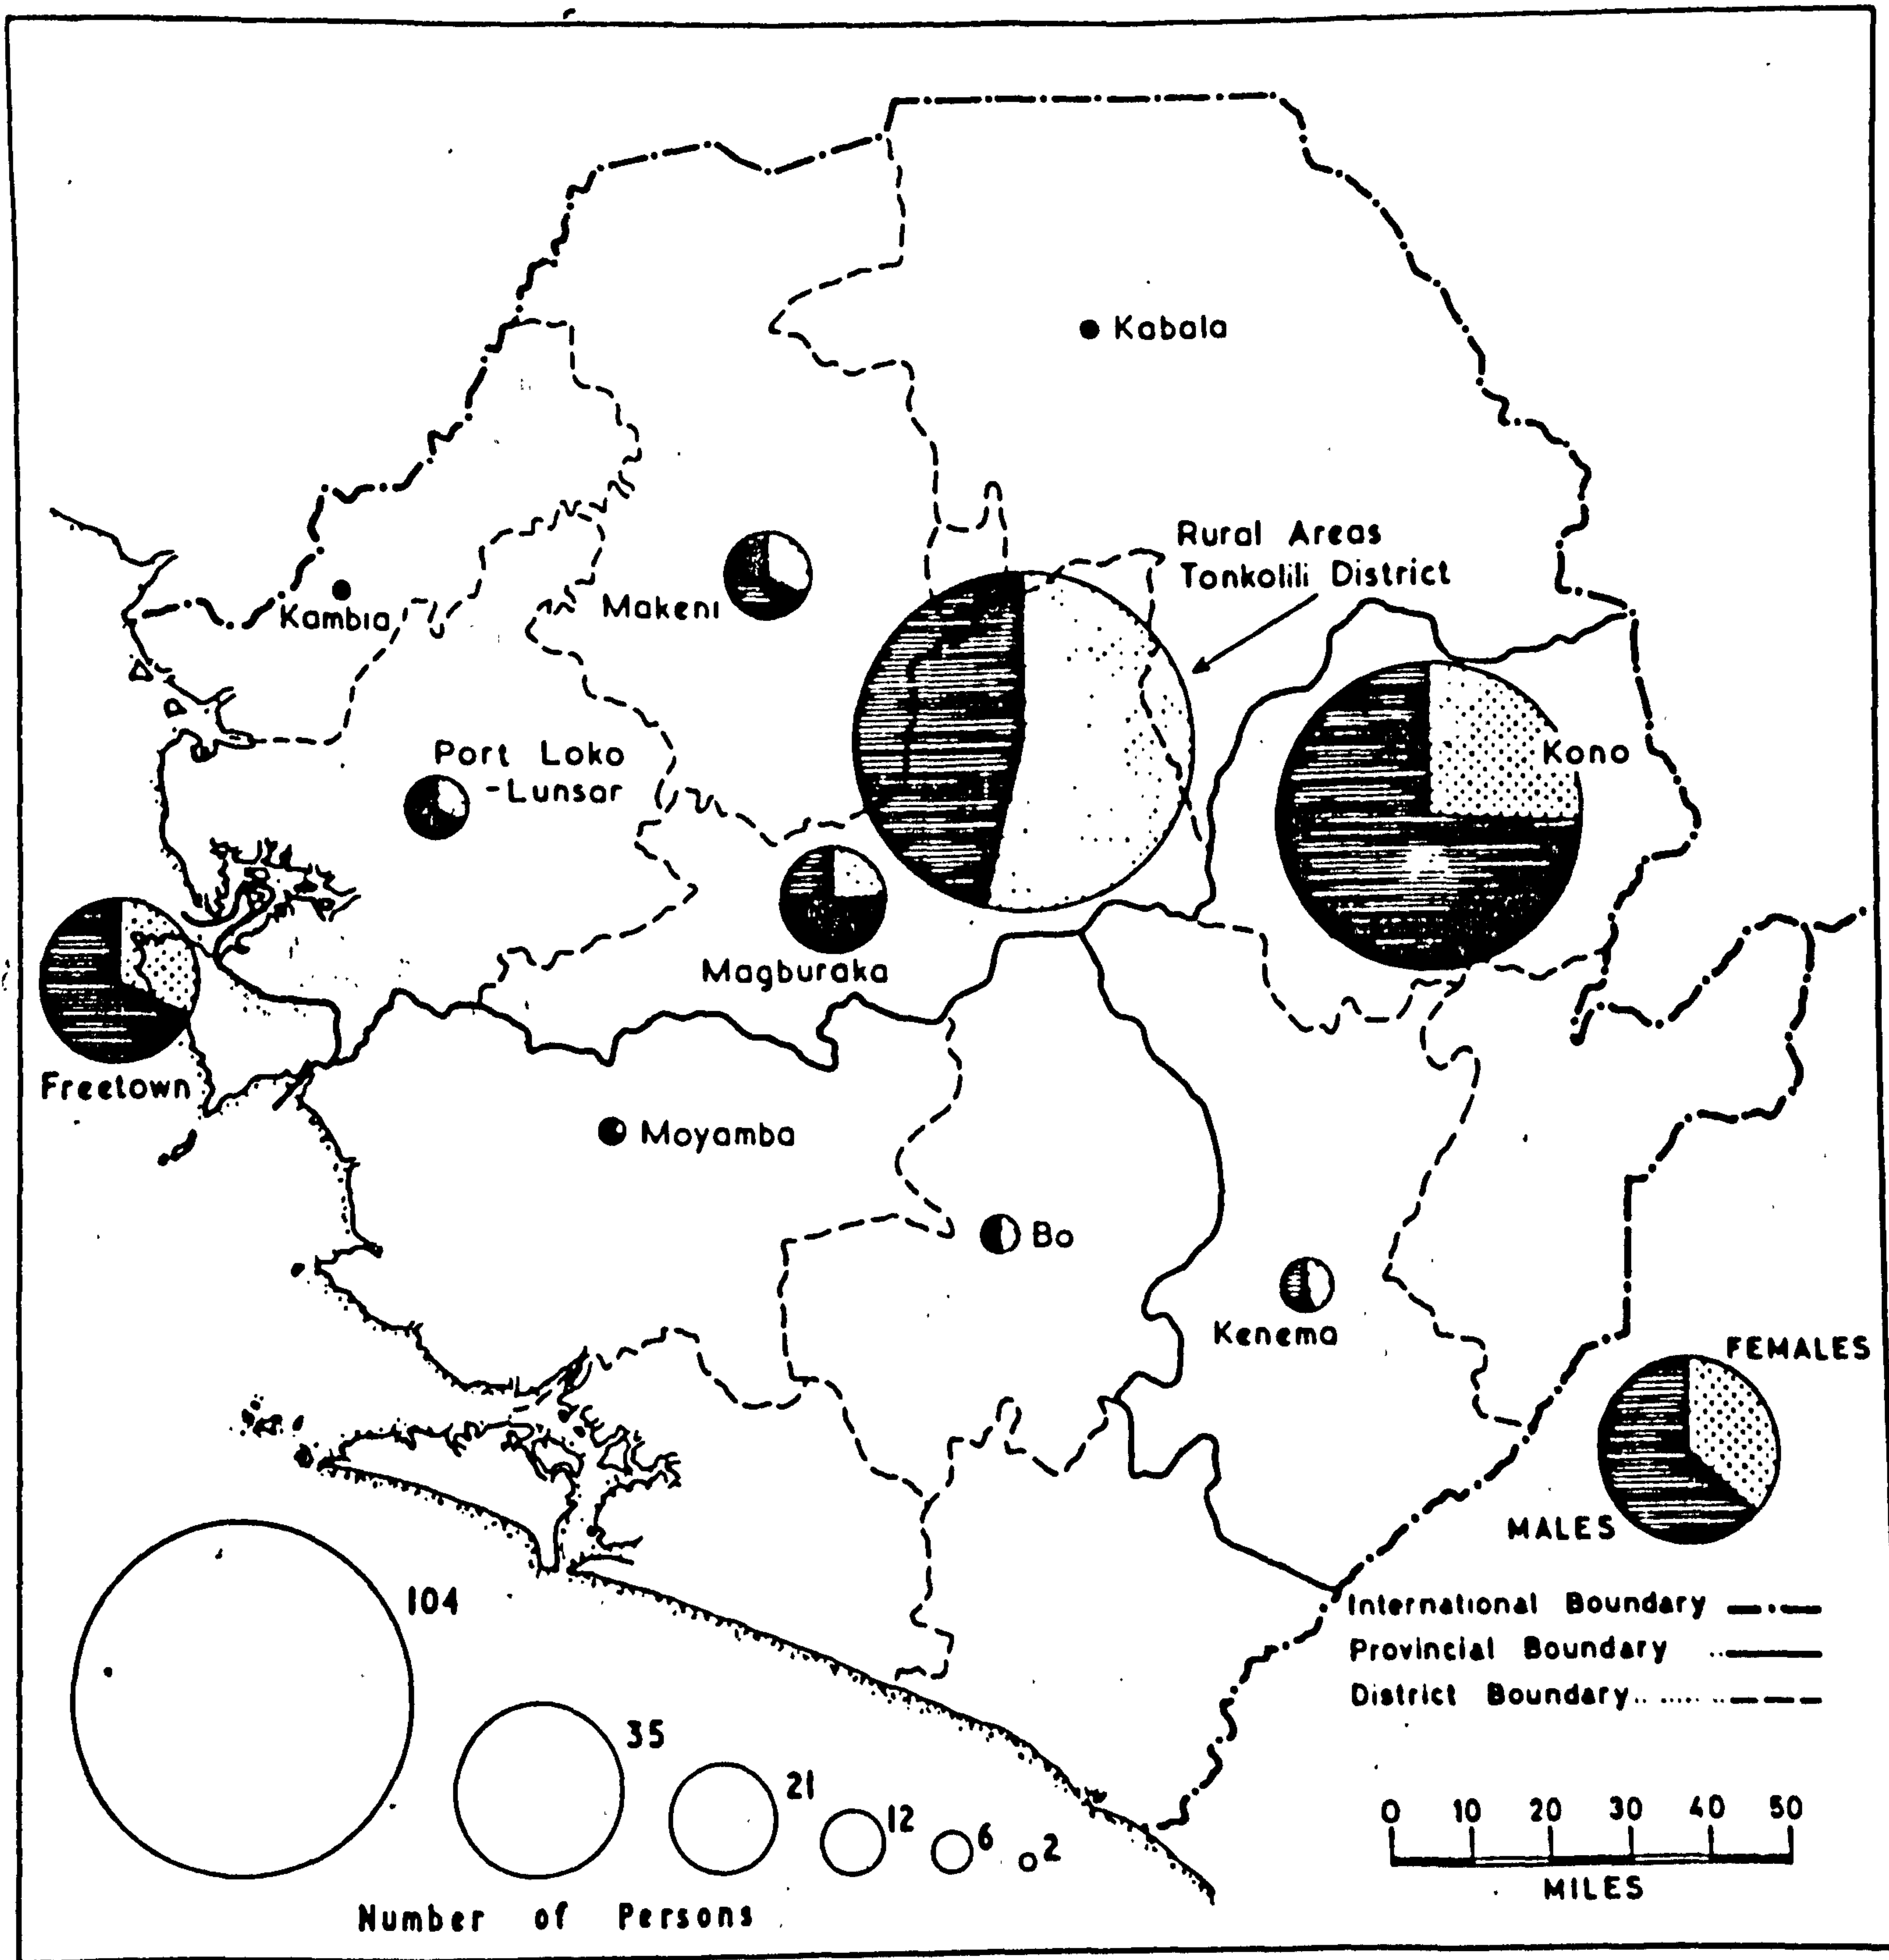 Kabala
Rural Areas
Tonkolili District
Kambia
Makeni
Kono
Port Loko
-Lunsar
Magburaka
Freetown
Moyamba
Bo
Kenema
FEMALES
MALES
104
35
21
12
6
2
Number of Persons
International Boundary
Provincial Boundary
District Boundary
0 10 20 30 40 50
MILES